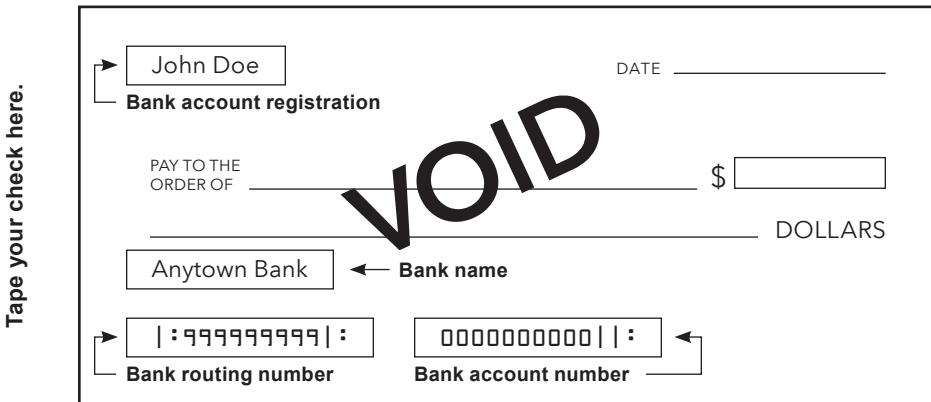 Tape your check here.
John Doe
DATE
Bank account registration
VOID
PAY TO THE
ORDER OF
$
DOLLARS
Anytown Bank
Bank name
|:999999999|:
0000000000||:
Bank routing number
Bank account number